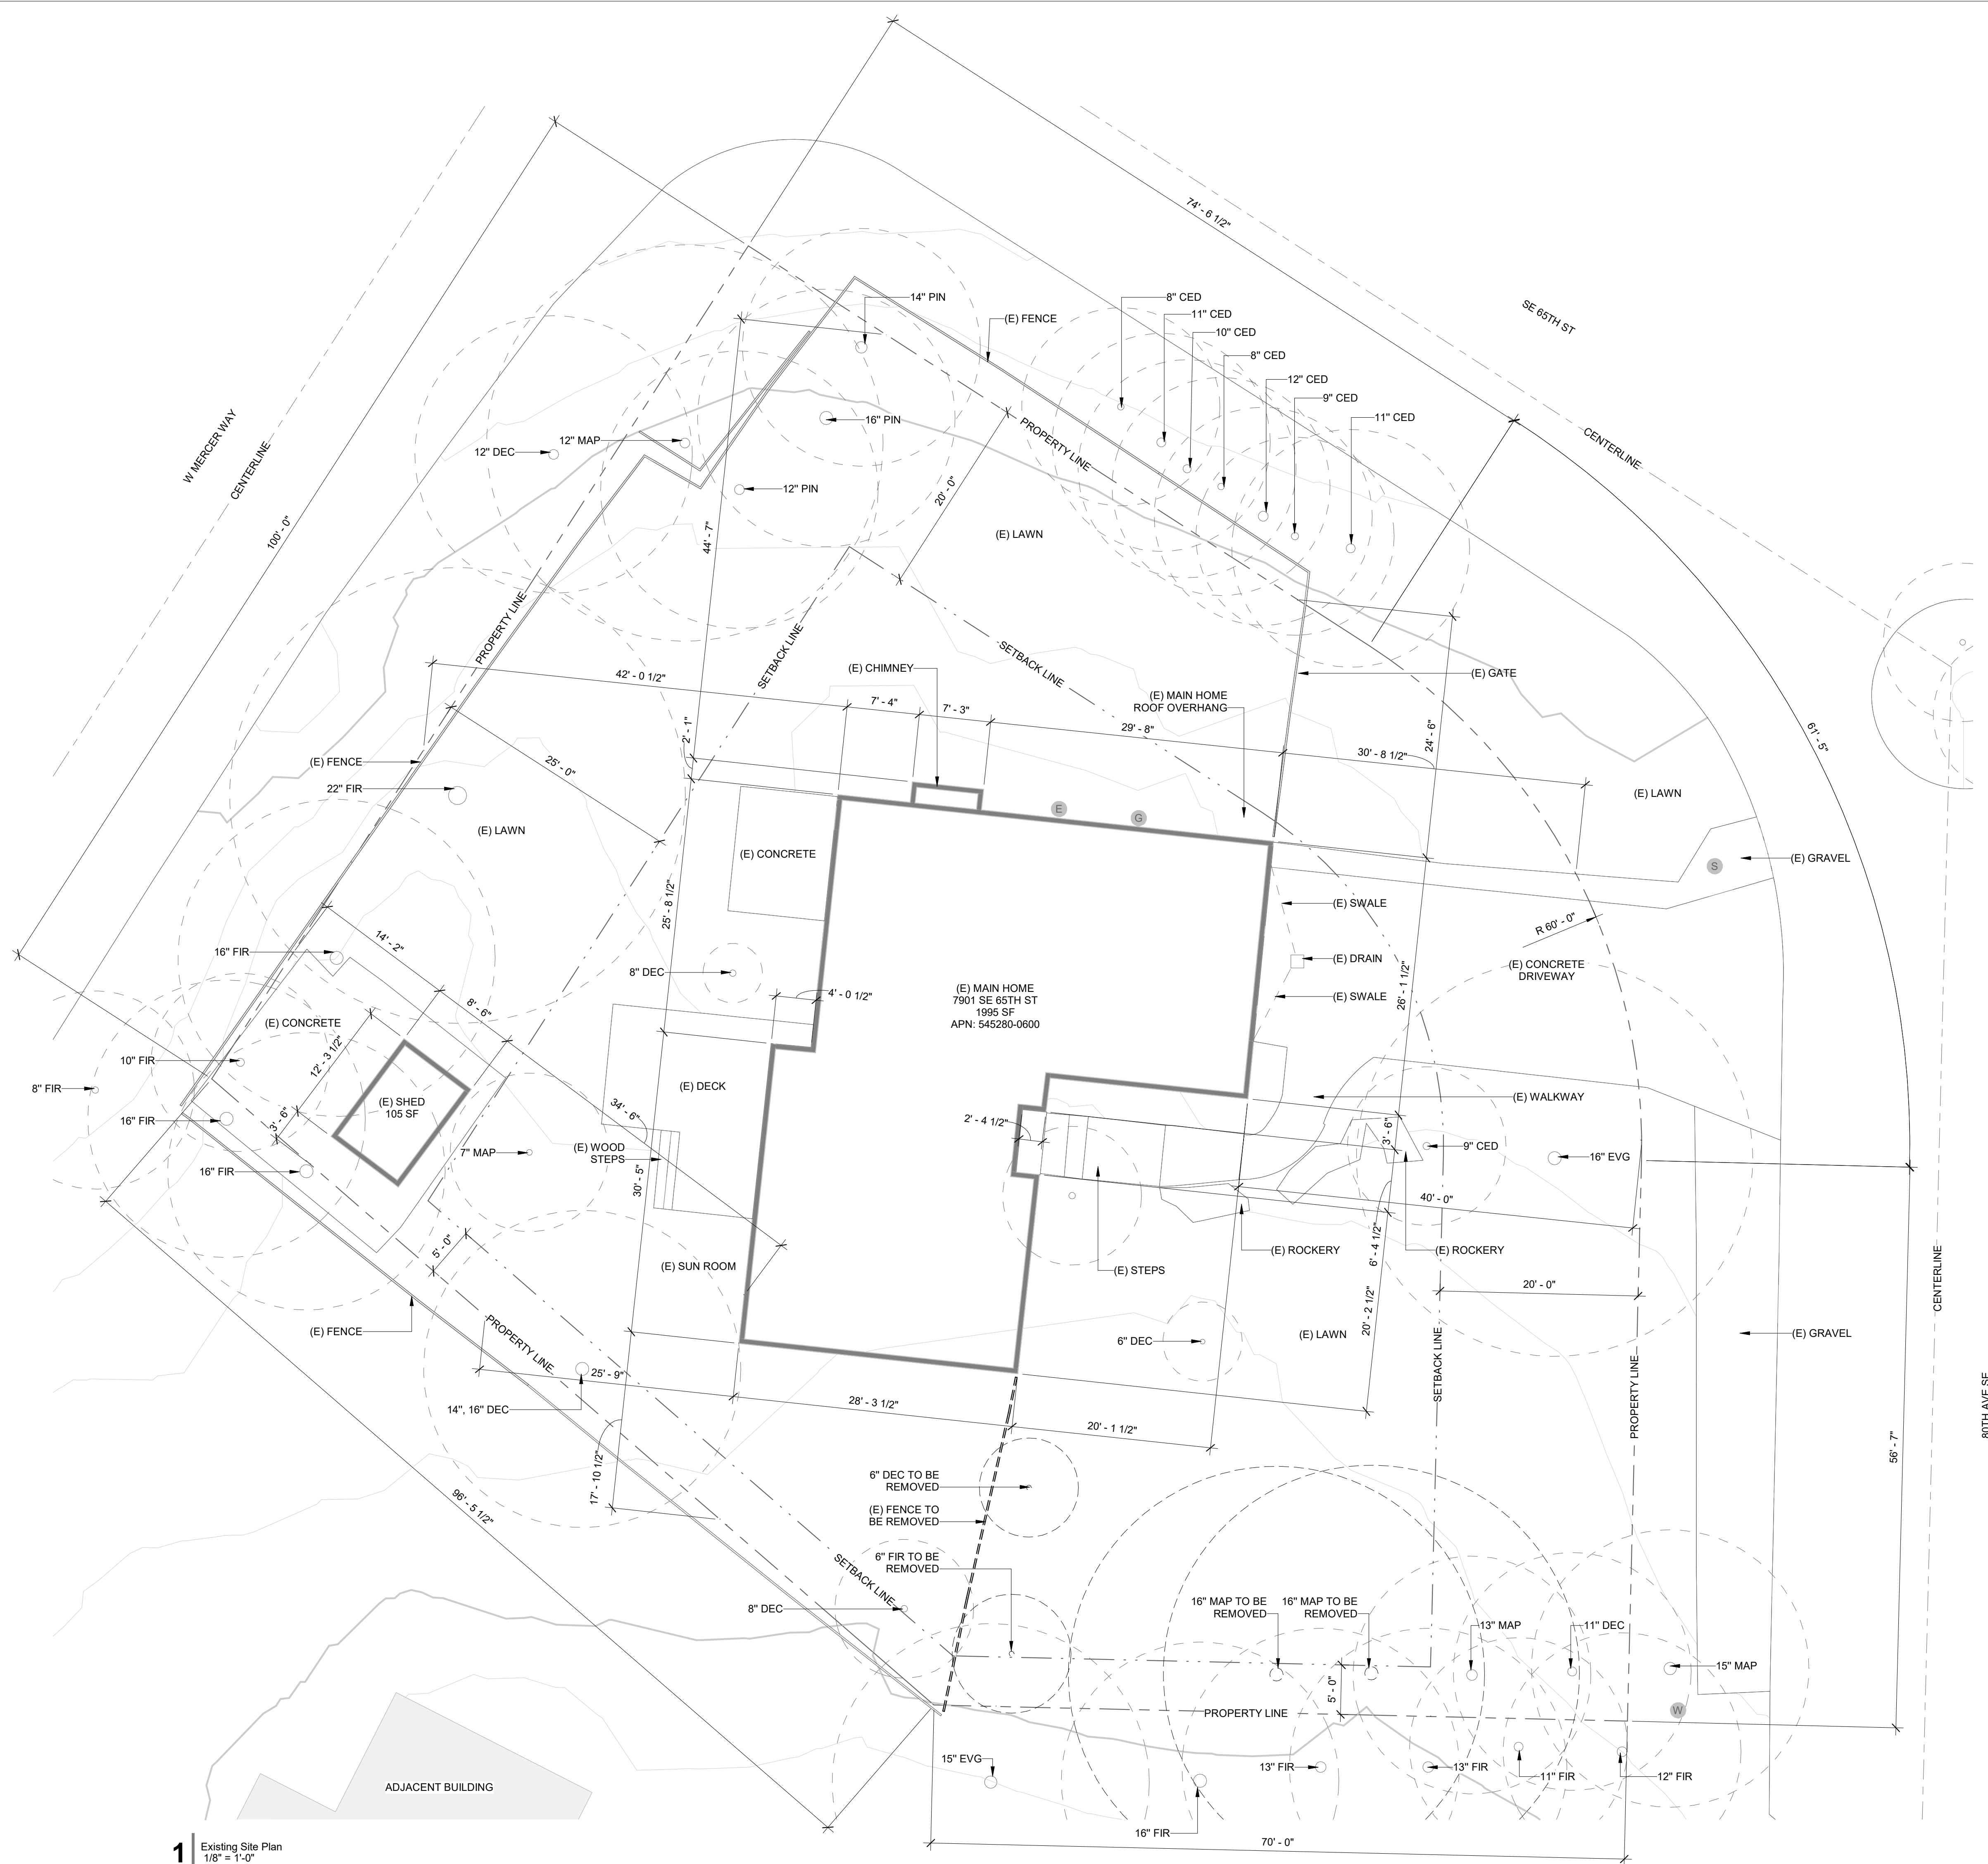 74' - 6 1/2"
SE 65TH ST
14" PIN
8" CED
(E) FENCE
11" CED
10" CED
8" CED
12" CED
9" CED
11" CED
16" PIN
PROPERTY LINE
CENTERLINE
W MERCER WAY
CENTERLINE
12" MAP
12" DEC
12" PIN
20' - 0"
100' - 0"
44' - 7"
(E) LAWN
PROPERTY LINE
SETBACK LINE
SETBACK LINE
(E) CHIMNEY
(E) GATE
42' - 0 1/2"
7' - 4"
7' - 3"
(E) MAIN HOME
ROOF OVERHANG
29' - 8"
30' - 8 1/2"
24' - 6"
2' - 1"
61' - 5"
(E) FENCE
25' - 0"
22" FIR
(E) LAWN
(E) LAWN
E
G
(E) CONCRETE
S
(E) GRAVEL
25' - 8 1/2"
(E) SWALE
R 60' - 0"
14' - 2"
16" FIR
8" DEC
(E) DRAIN
(E) CONCRETE
DRIVEWAY
4' - 0 1/2"
(E) MAIN HOME
7901 SE 65TH ST
1995 SF
APN: 545280-0600
(E) SWALE
26' - 1 1/2"
8' - 6"
(E) CONCRETE
12' - 3 1/2"
10" FIR
8" FIR
(E) DECK
(E) SHED
105 SF
34' - 6"
3' - 6"
16" FIR
2' - 4 1/2"
(E) WALKWAY
3' - 6"
9" CED
16" EVG
7" MAP
(E) WOOD
STEPS
16" FIR
30' - 5"
40' - 0"
5' - 0"
6' - 4 1/2"
(E) ROCKERY
(E) ROCKERY
(E) SUN ROOM
(E) STEPS
20' - 0"
CENTERLINE
20' - 2 1/2"
(E) FENCE
PROPERTY LINE
6" DEC
(E) LAWN
SETBACK LINE
PROPERTY LINE
(E) GRAVEL
80TH AVE SE
25' - 9"
28' - 3 1/2"
20' - 1 1/2"
14", 16" DEC
56' - 7"
17' - 10 1/2"
96' - 5 1/2"
6" DEC TO BE
REMOVED
(E) FENCE TO
BE REMOVED
6" FIR TO BE
REMOVED
SETBACK LINE
8" DEC
16" MAP TO BE
REMOVED
16" MAP TO BE
REMOVED
13" MAP
11" DEC
15" MAP
5' - 0"
PROPERTY LINE
W
15" EVG
13" FIR
13" FIR
11" FIR
12" FIR
ADJACENT BUILDING
16" FIR
70' - 0"
1
Existing Site Plan
1/8" = 1'-0"